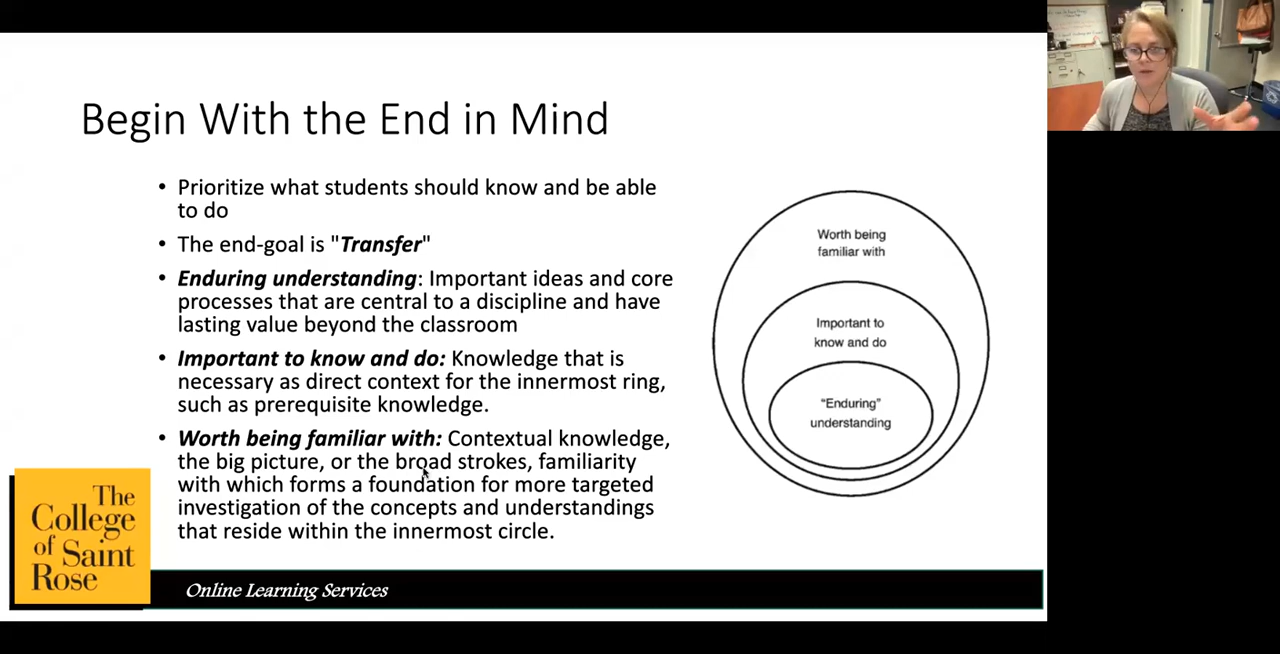 Begin With the End in Mind
• Prioritize what students should know and be able
to do
• The end-goal is "Transfer"
• Enduring understanding: Important ideas and core
processes that are central to a discipline and have
lasting value beyond the classroom
• Important to know and do: Knowledge that is
necessary as direct context for the innermost ring,
such as prerequisite knowledge.
• Worth being familiar with: Contextual knowledge,
the big picture, or the broad strokes, familiarity
with which forms a foundation for more targeted
investigation of the concepts and understandings
that reside within the innermost circle.
Worth being
familiar with
Important to
know and do
“Enduring”
understanding
The
College
of Saint
Rose
Online Learning Services